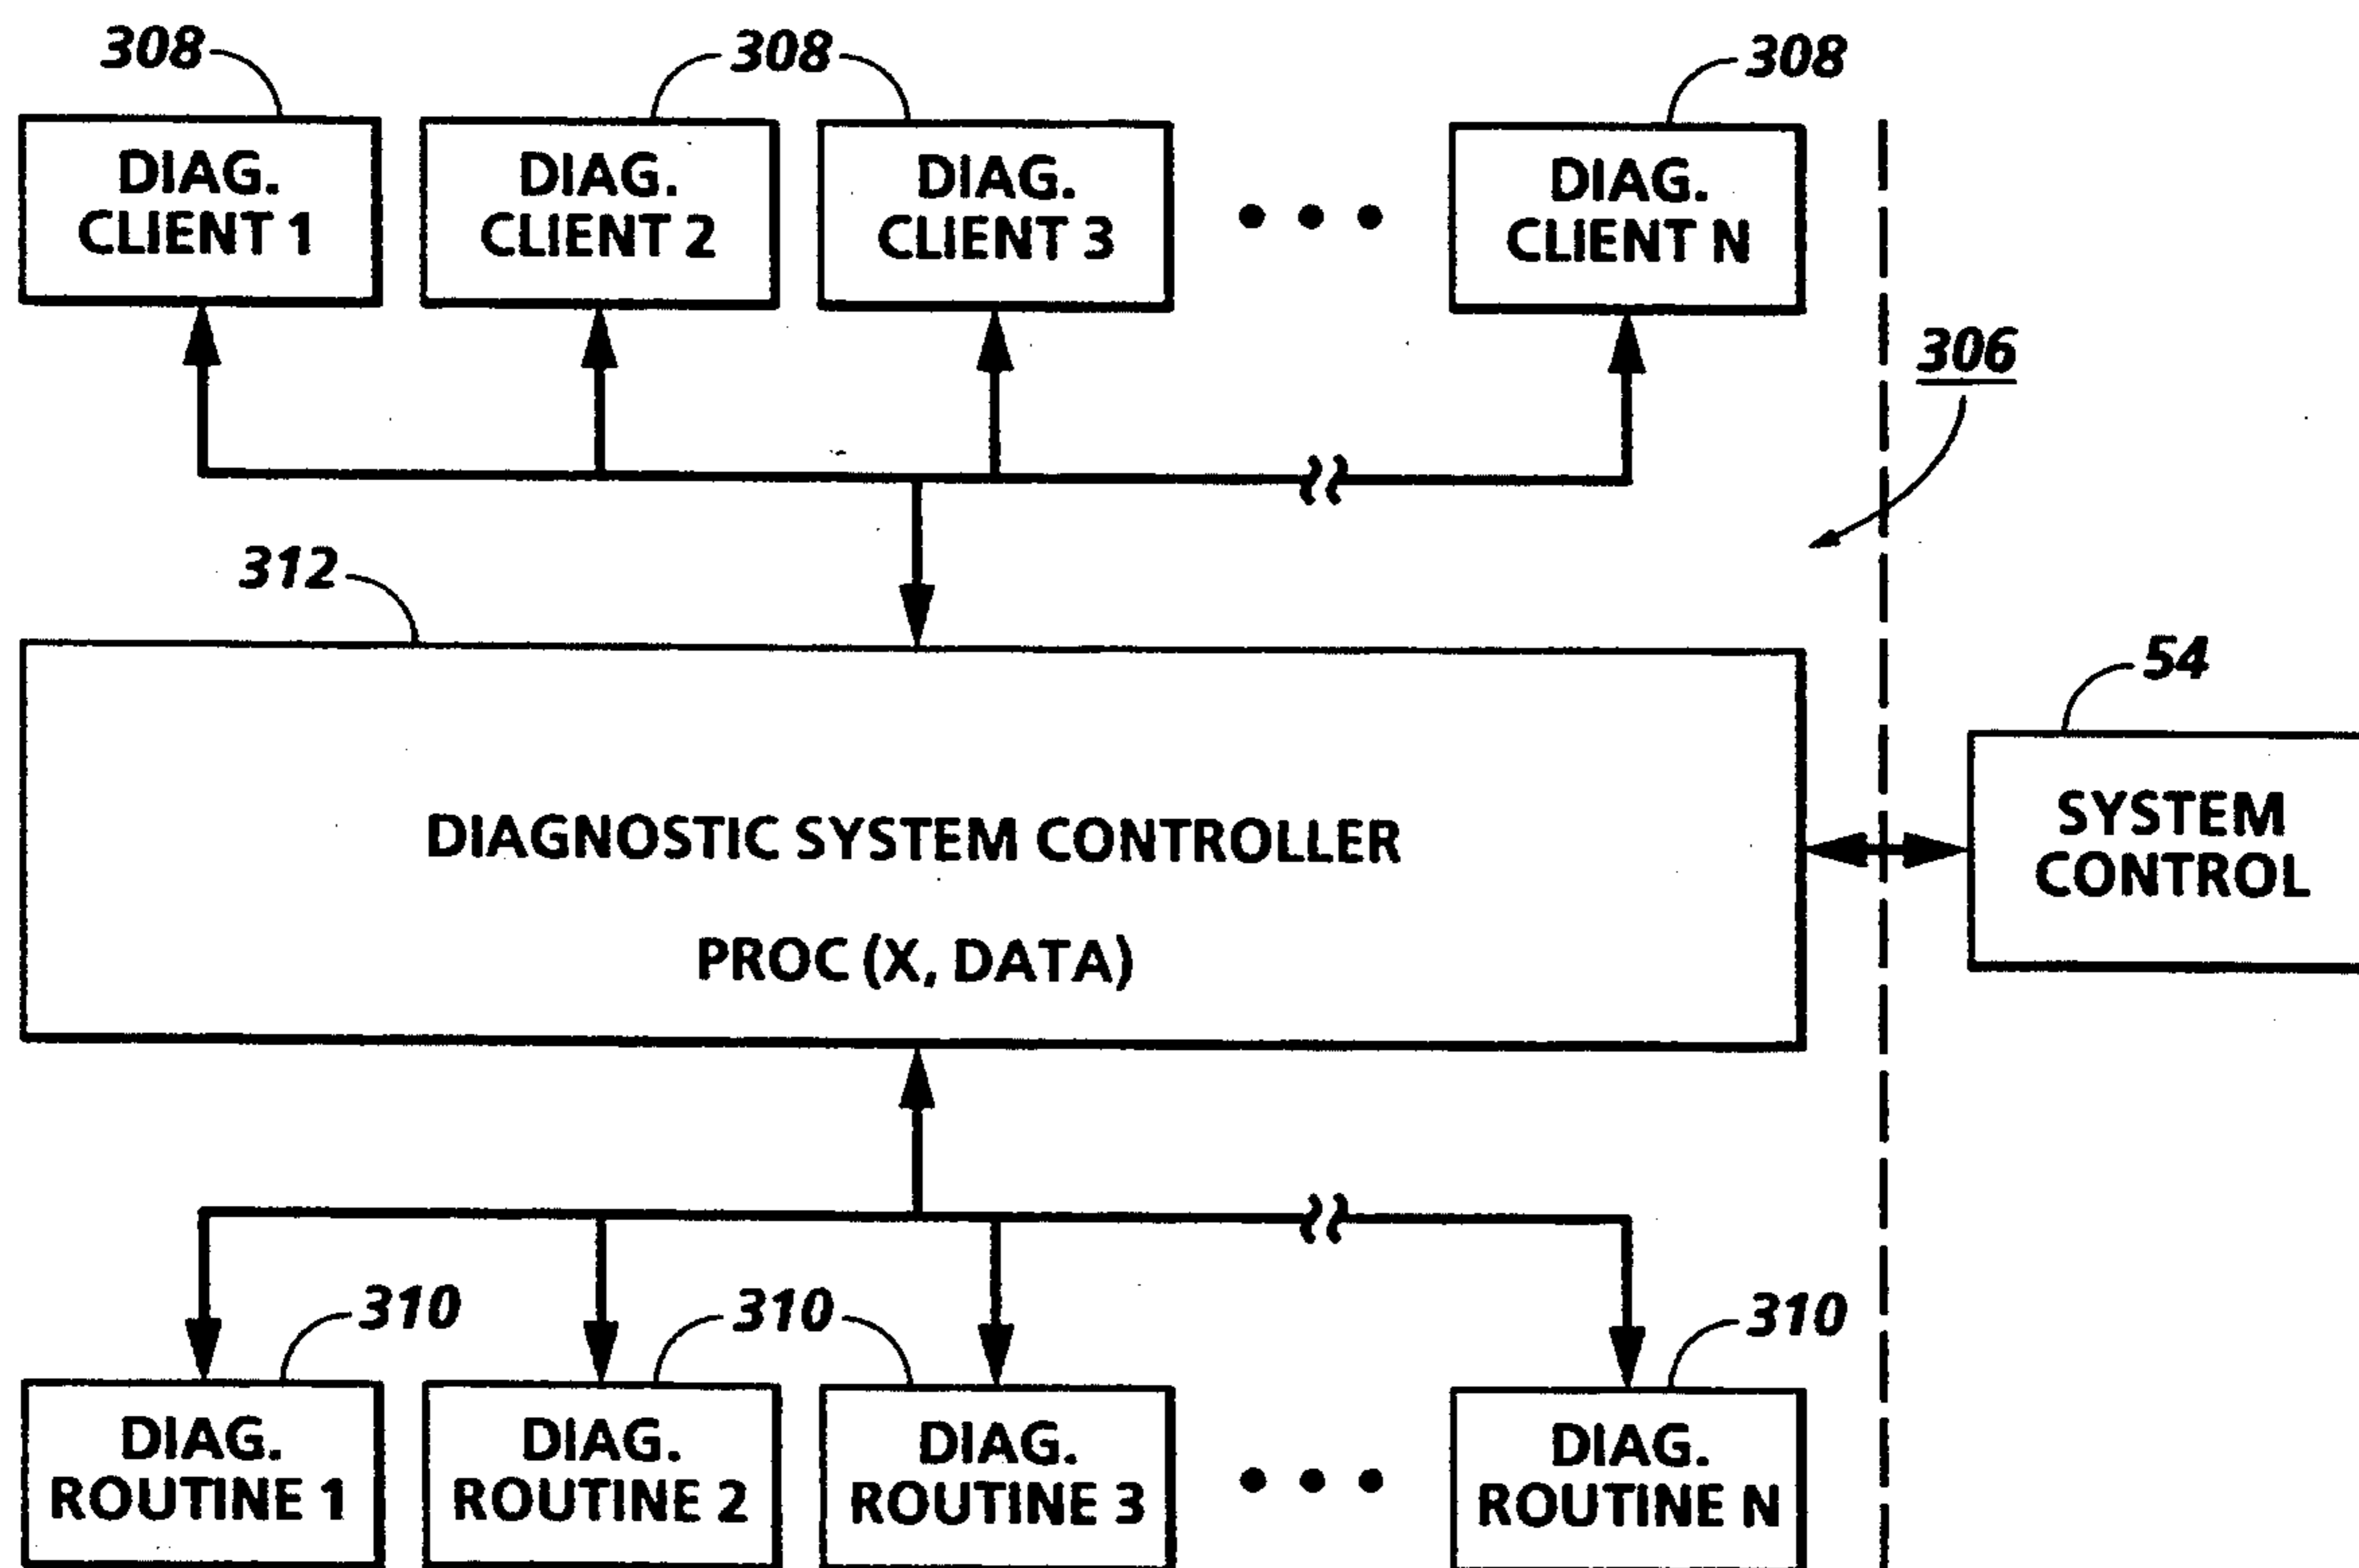 308
308
308
DIAG.
CLIENT 1
DIAG.
CLIENT 2
DIAG.
CLIENT 3
DIAG.
CLIENT N
306
312
54
DIAGNOSTIC SYSTEM CONTROLLER
PROC (X, DATA)
SYSTEM
CONTROL
310
310
310
DIAG.
ROUTINE 1
DIAG.
ROUTINE 2
DIAG.
ROUTINE 3
DIAG.
ROUTINE N